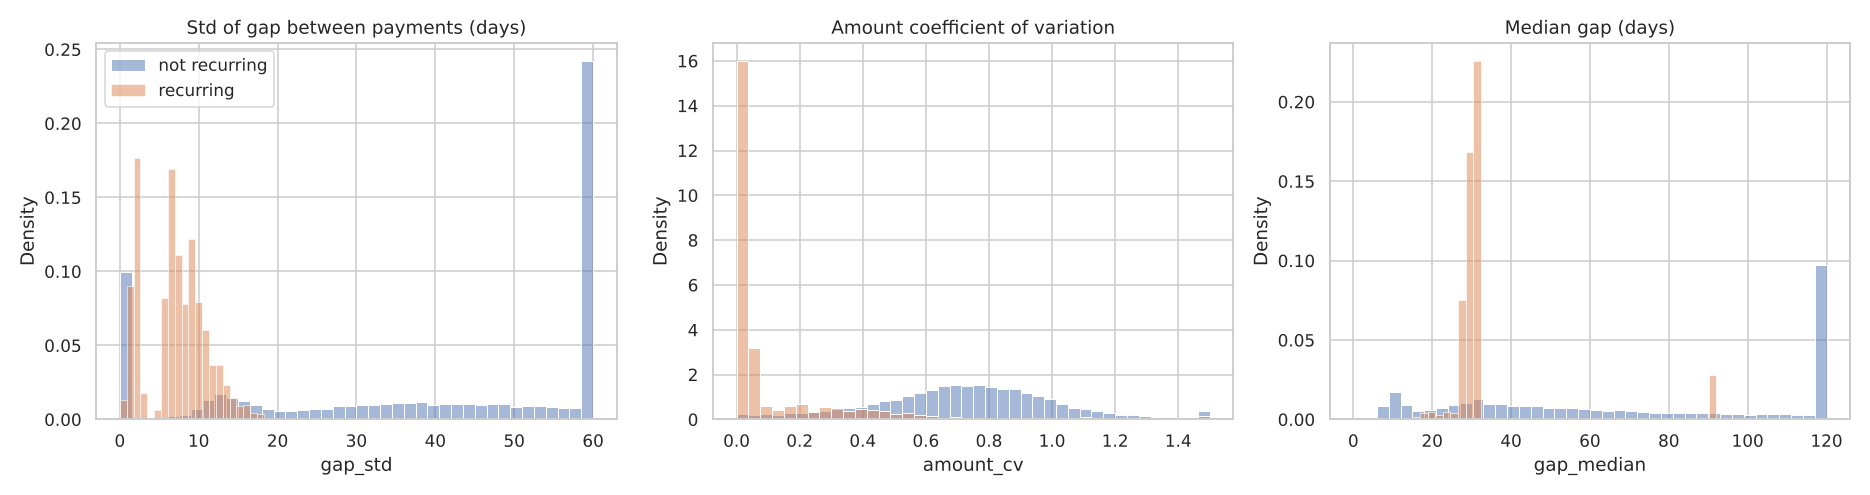 Std of gap between payments (days)
0.25
0.20
0.15
0.10
0.05
0.00
Density
not recurring
recurring
0 10 20 30 40 50 60
gap_std
Amount coefficient of variation
16
14
12
10
8
6
4
2
0
Density
0.0 0.2 0.4 0.6 0.8 1.0 1.2 1.4
amount_cv
Median gap (days)
0.20
0.15
0.10
0.05
0.00
Density
0 20 40 60 80 100 120
gap_median